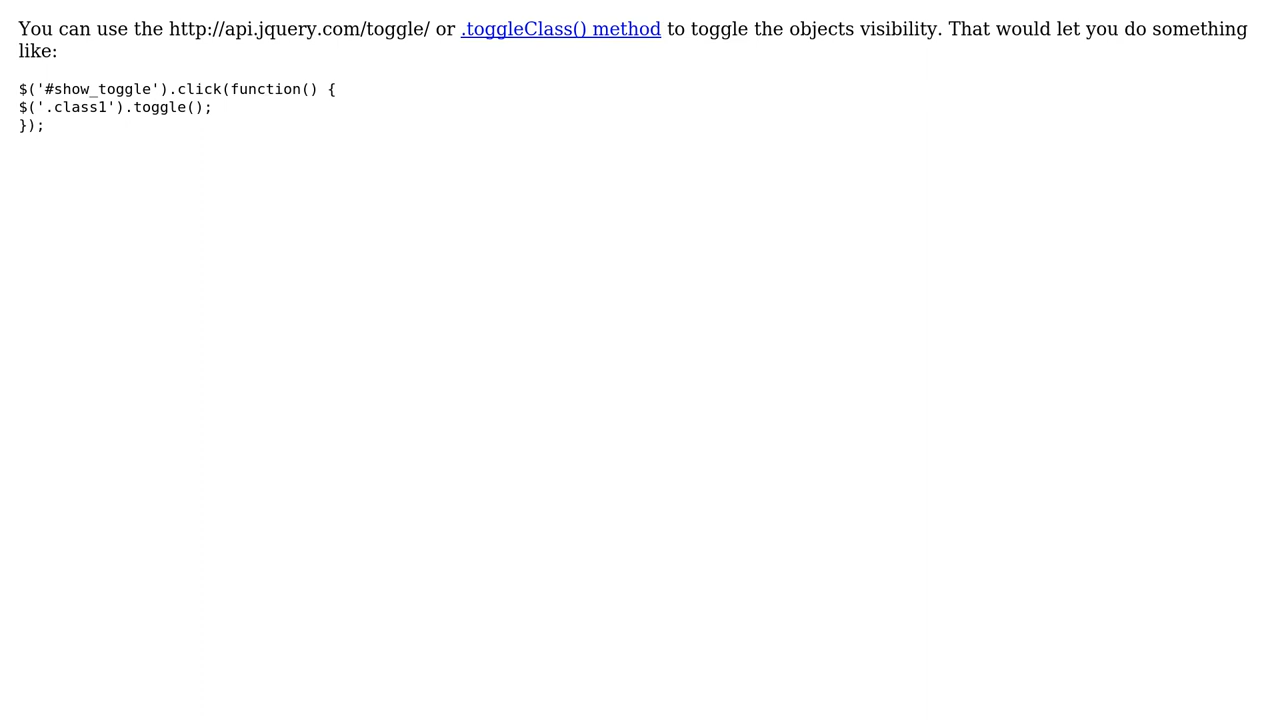 You can use the http://api.jquery.com/toggle/ or .toggleClass() method to toggle the objects visibility. That would let you do something
like:
$('#show_toggle').click(function() {
$('.class1').toggle();
});